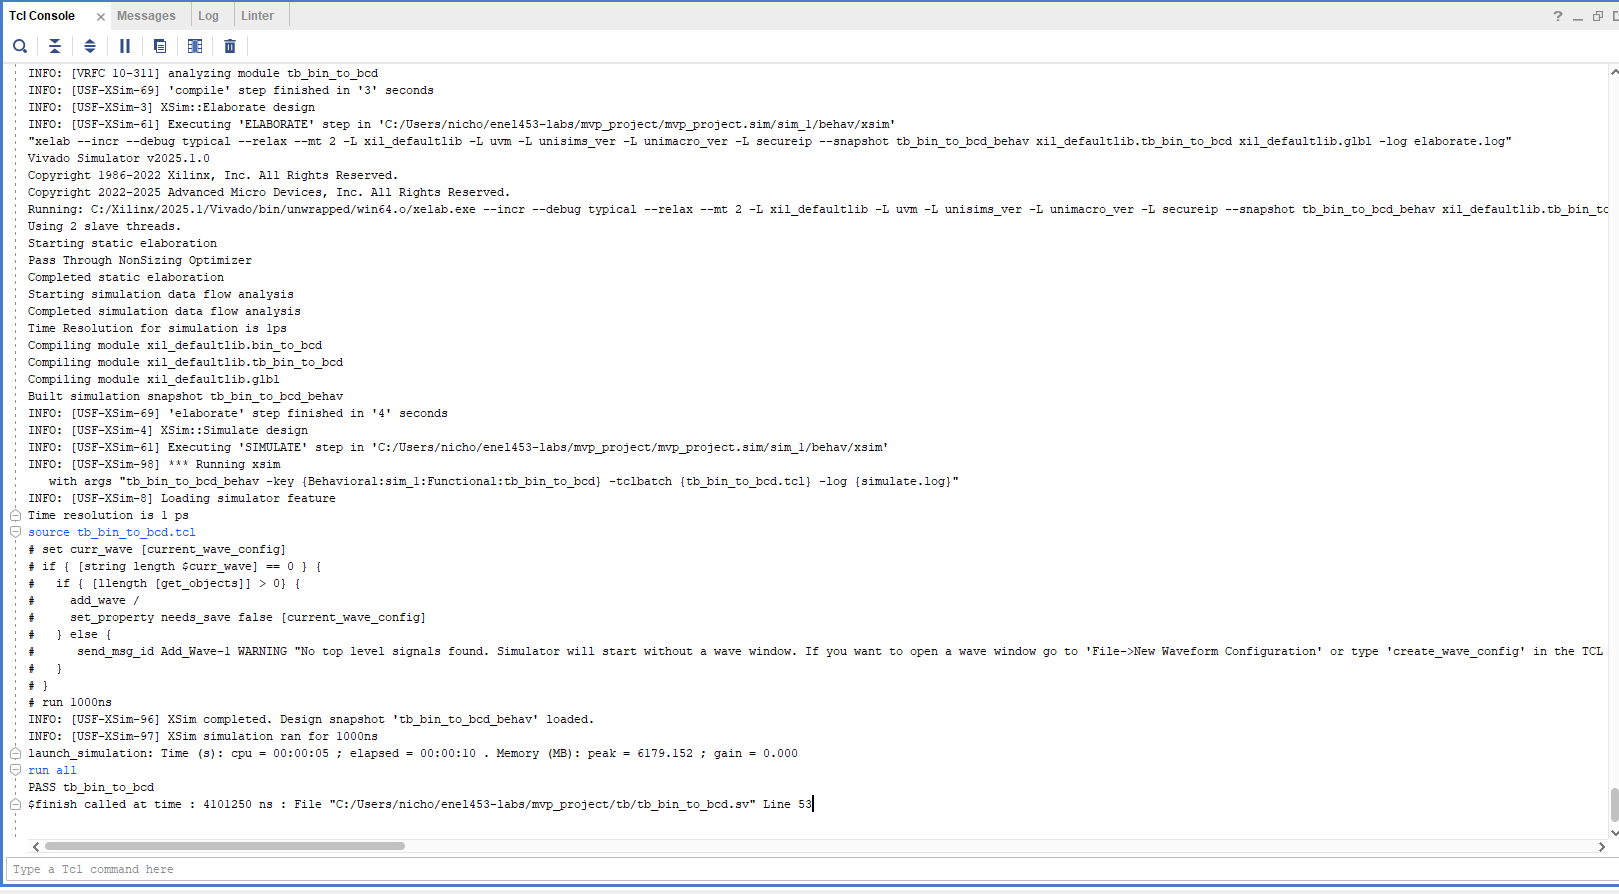 Tcl Console
Messages
Log
Linter
INFO: [VRFC 10-311] analyzing module tb_bin_to_bcd
INFO: [USF-XSim-69] 'compile' step finished in '3' seconds
INFO: [USF-XSim-3] XSim::Elaborate design
INFO: [USF-XSim-61] Executing 'ELABORATE' step in 'C:/Users/nicho/enel453-labs/mvp_project/mvp_project.sim/sim_1/behav/xsim'
"xelab --incr --debug typical --relax --mt 2 -L xil_defaultlib -L uvm -L unisims_ver -L unimacro_ver -L secureip --snapshot tb_bin_to_bcd_behav xil_defaultlib.tb_bin_to_bcd xil_defaultlib.glbl -log elaborate.log"
Vivado Simulator v2025.1.0
Copyright 1986-2022 Xilinx, Inc. All Rights Reserved.
Copyright 2022-2025 Advanced Micro Devices, Inc. All Rights Reserved.
Running: C:/Xilinx/2025.1/Vivado/bin/unwrapped/win64.o/xelab.exe --incr --debug typical --relax --mt 2 -L xil_defaultlib -L uvm -L unisims_ver -L unimacro_ver -L secureip --snapshot tb_bin_to_bcd_behav xil_defaultlib.tb_bin_tc
Using 2 slave threads.
Starting static elaboration
Pass Through NonSizing Optimizer
Completed static elaboration
Starting simulation data flow analysis
Completed simulation data flow analysis
Time Resolution for simulation is 1ps
Compiling module xil_defaultlib.bin_to_bcd
Compiling module xil_defaultlib.tb_bin_to_bcd
Compiling module xil_defaultlib.glbl
Built simulation snapshot tb_bin_to_bcd_behav
INFO: [USF-XSim-69] 'elaborate' step finished in '4' seconds
INFO: [USF-XSim-4] XSim::Simulate design
INFO: [USF-XSim-61] Executing 'SIMULATE' step in 'C:/Users/nicho/enel453-labs/mvp_project/mvp_project.sim/sim_1/behav/xsim'
INFO: [USF-XSim-98] *** Running xsim
with args "tb_bin_to_bcd_behav -key {Behavioral:sim_1:Functional:tb_bin_to_bcd} -tclbatch {tb_bin_to_bcd.tcl} -log {simulate.log}"
INFO: [USF-XSim-8] Loading simulator feature
Time resolution is 1 ps
source tb_bin_to_bcd.tcl
# set curr_wave [current_wave_config]
# if { [string length $curr_wave] == 0 } {
#   if { [llength [get_objects]] > 0} {
#     add_wave /
#     set_property needs_save false [current_wave_config]
#   } else {
#      send_msg_id Add_Wave-1 WARNING "No top level signals found. Simulator will start without a wave window. If you want to open a wave window go to 'File->New Waveform Configuration' or type 'create_wave_config' in the TCL
#   }
# }
# run 1000ns
INFO: [USF-XSim-96] XSim completed. Design snapshot 'tb_bin_to_bcd_behav' loaded.
INFO: [USF-XSim-97] XSim simulation ran for 1000ns
launch_simulation: Time (s): cpu = 00:00:05 ; elapsed = 00:00:10 . Memory (MB): peak = 6179.152 ; gain = 0.000
run all
PASS tb_bin_to_bcd
$finish called at time : 4101250 ns : File "C:/Users/nicho/enel453-labs/mvp_project/tb/tb_bin_to_bcd.sv" Line 53
Type a Tcl command here